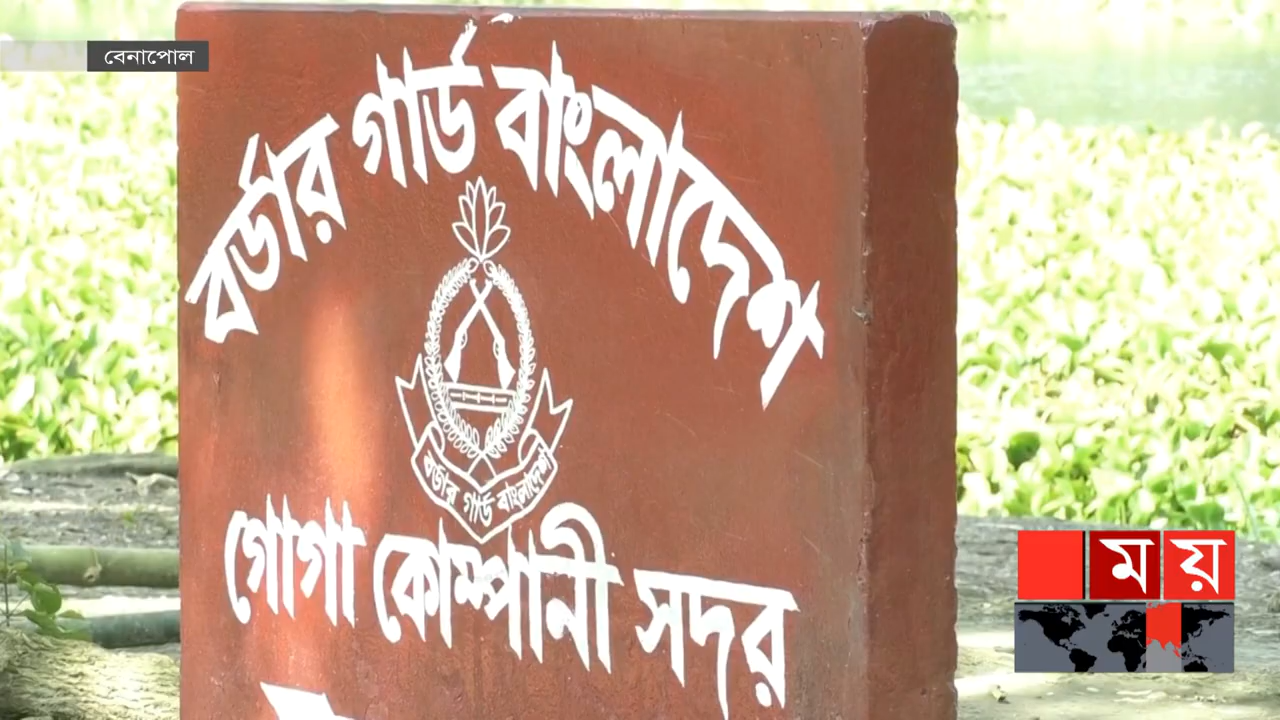 বেনাপোল
বর্ডার গার্ড বাংলাদেশ
বর্ডার গার্ড বাংলাদেশ
গোগা কোম্পানী সদর
ময়